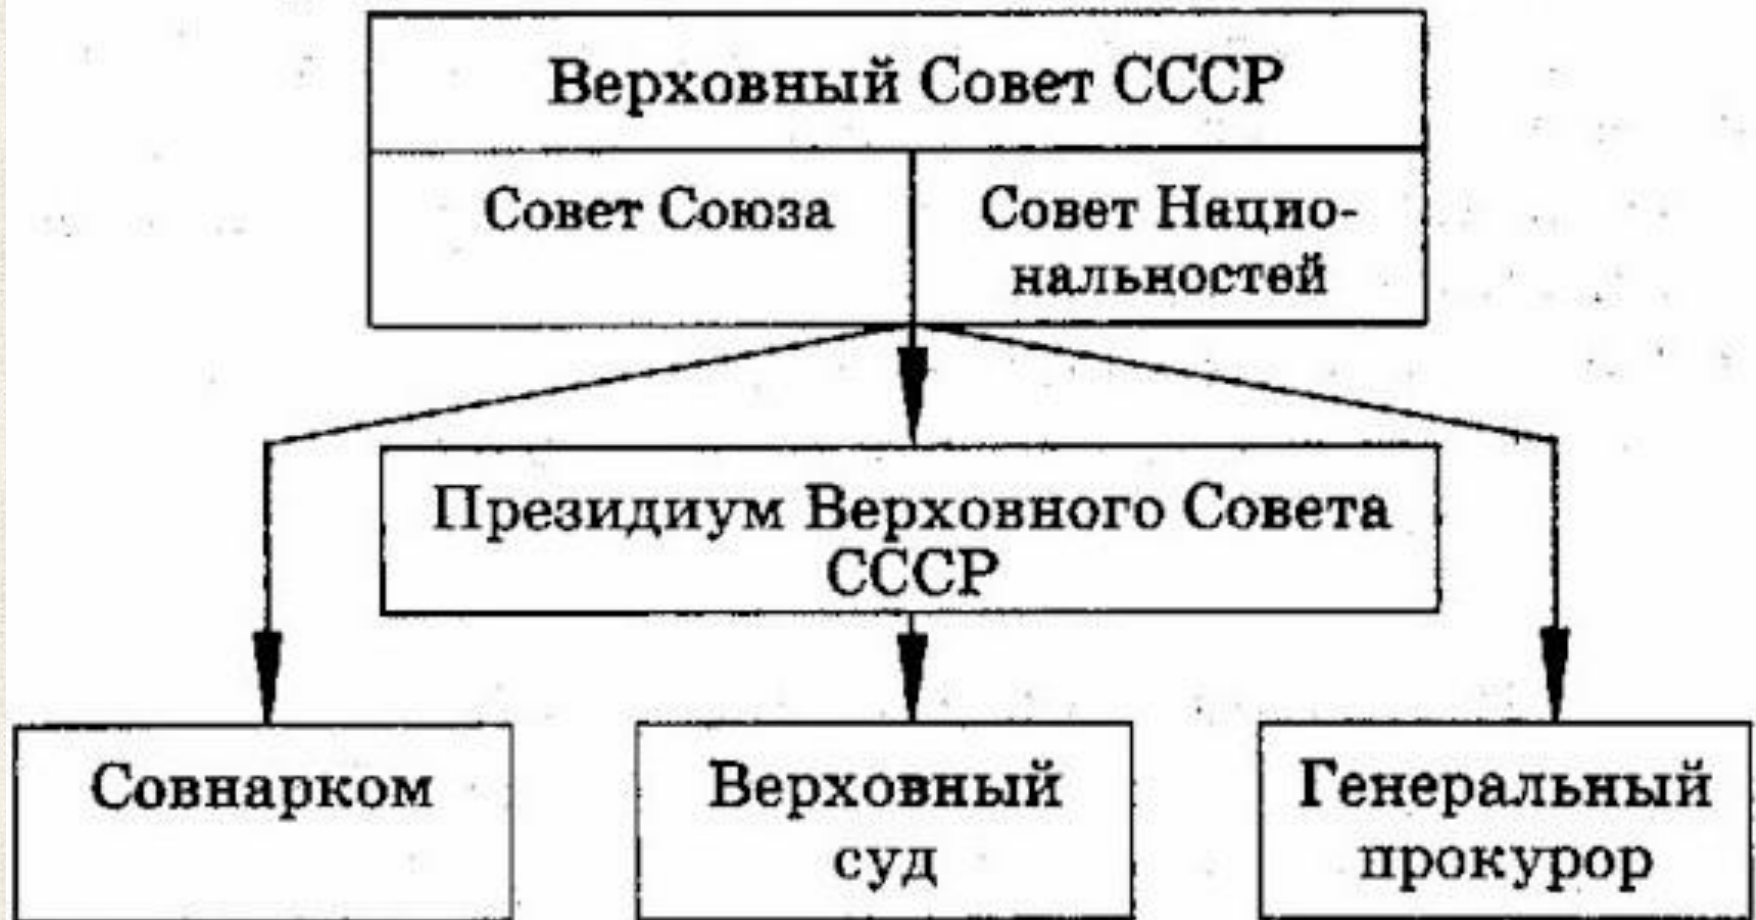 Верховный Совет СССР
Совет Союза
Совет Нацио-
нальностей
Президиум Верховного Совета
СССР
Совнарком
Верховный
суд
Генеральный
прокурор